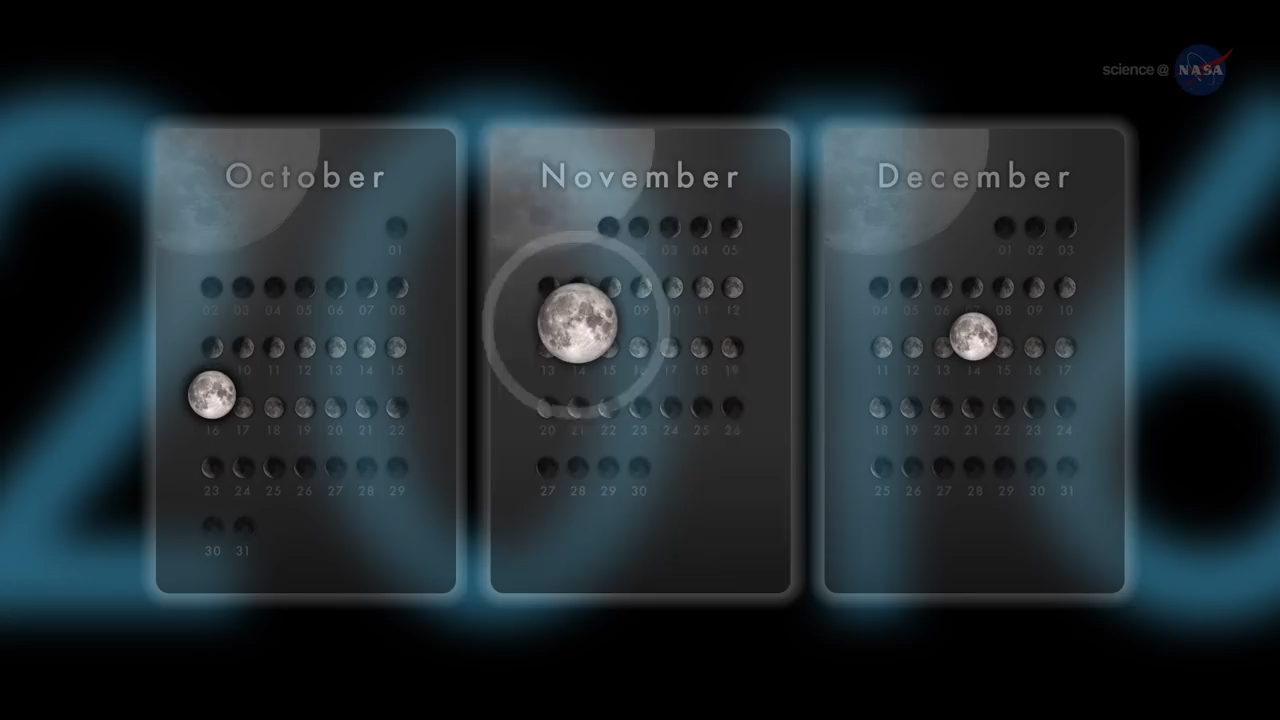 science @ NASA
2016
October
01
02 03 04 05 06 07 08
10 11 12 13 14 15
16 17 18 19 20 21 22
23 24 25 26 27 28 29
30 31
November
03 04 05
09 10 11 12
13 14 15 16 17 18 19
20 21 22 23 24 25 26
27 28 29 30
December
01 02 03
04 05 06 08 09 10
11 12 13 14 15 16 17
18 19 20 21 22 23 24
25 26 27 28 29 30 31